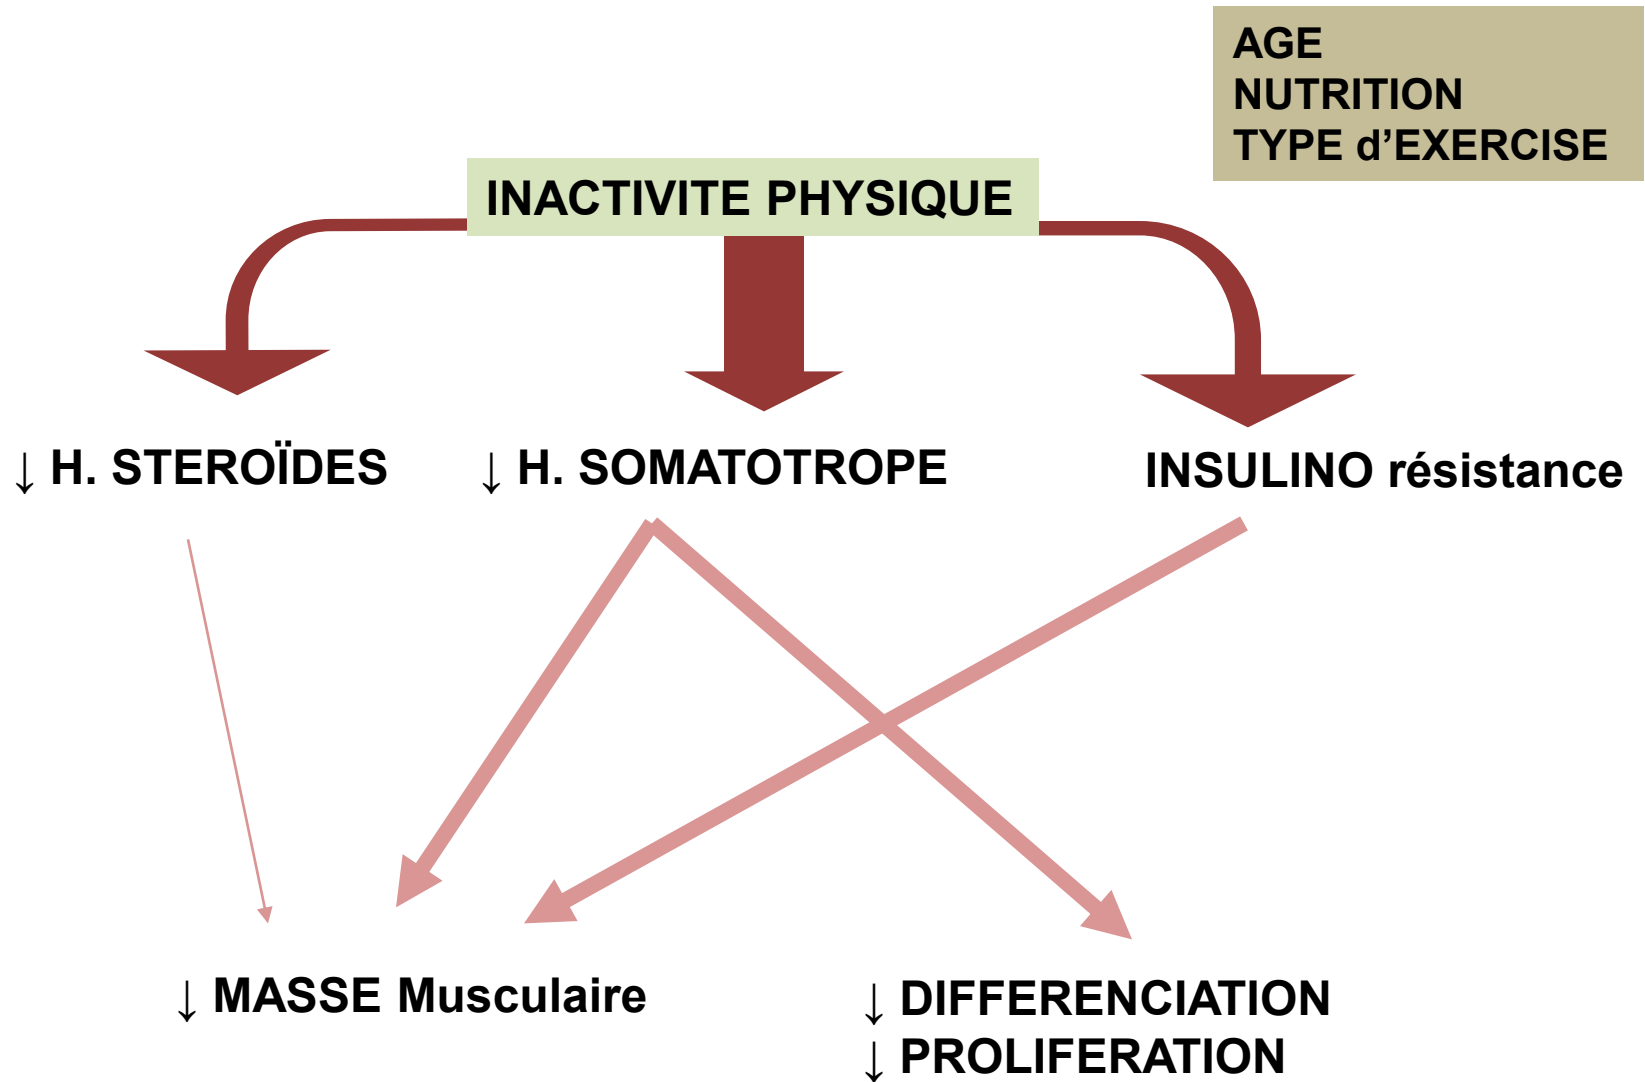 AGE
NUTRITION
TYPE d’EXERCISE
INACTIVITE PHYSIQUE
↓ H. STEROÏDES
↓ H. SOMATOTROPE
INSULINO résistance
↓ MASSE Musculaire
↓ DIFFERENCIATION
↓ PROLIFERATION